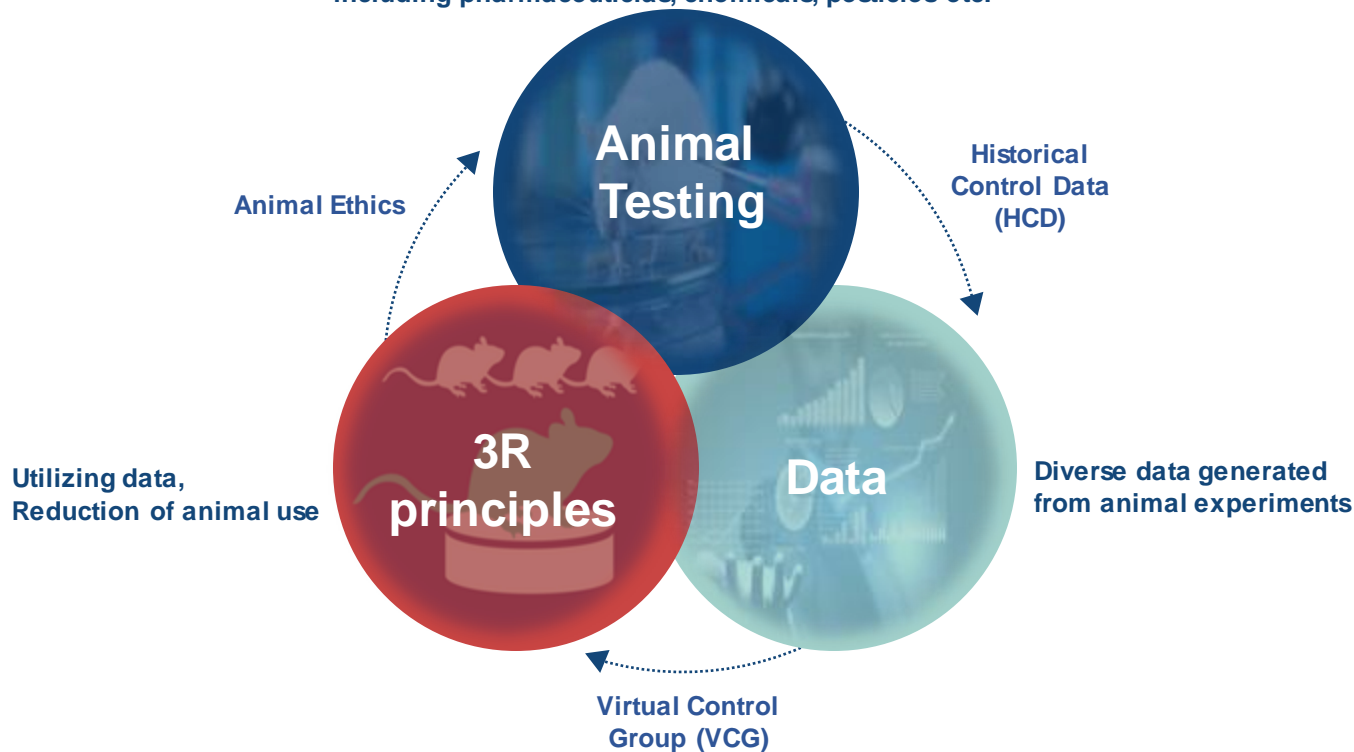 Animal
Testing
Historical
Control Data
(HCD)
Animal Ethics
3R
principles
Data
Utilizing data,
Reduction of animal use
Diverse data generated
from animal experiments
Virtual Control
Group (VCG)